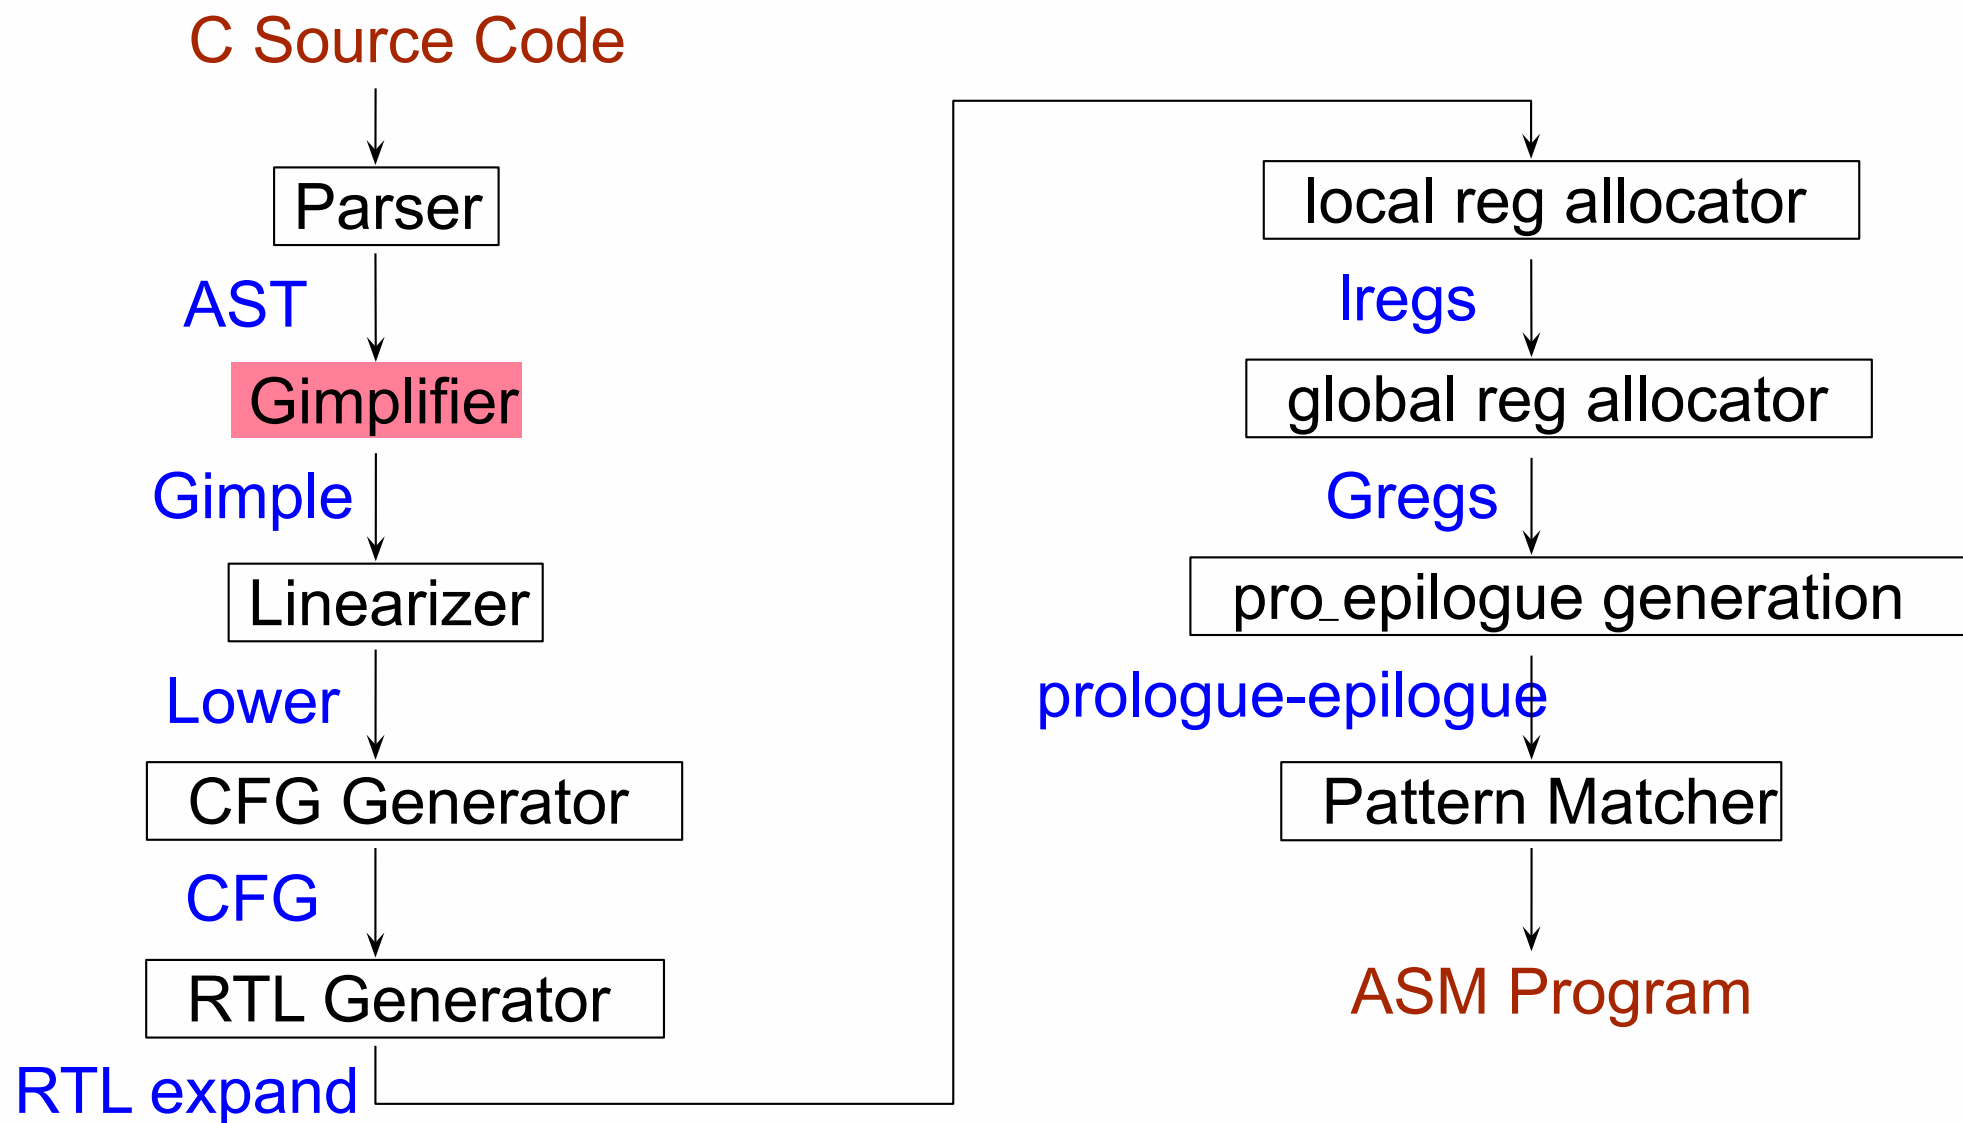 C Source Code
Parser
AST
Gimplifier
Gimple
Linearizer
Lower
CFG Generator
CFG
RTL Generator
RTL expand
local reg allocator
lregs
global reg allocator
Gregs
pro_epilogue generation
prologue-epilogue
Pattern Matcher
ASM Program